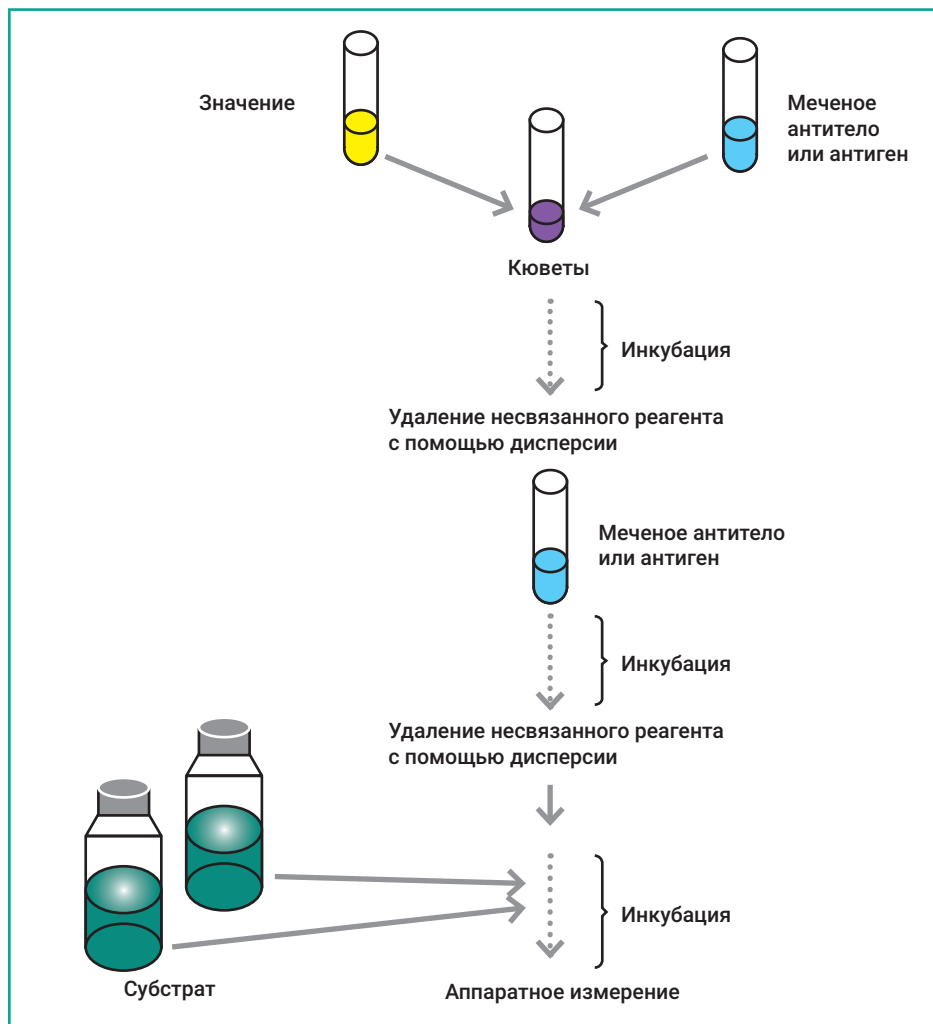 Значение
Меченое
антитело
или антиген
Кюветы
Инкубация
Удаление несвязанного реагента
с помощью дисперсии
Меченое антитело
или антиген
Инкубация
Удаление несвязанного реагента
с помощью дисперсии
Инкубация
Субстрат
Аппаратное измерение